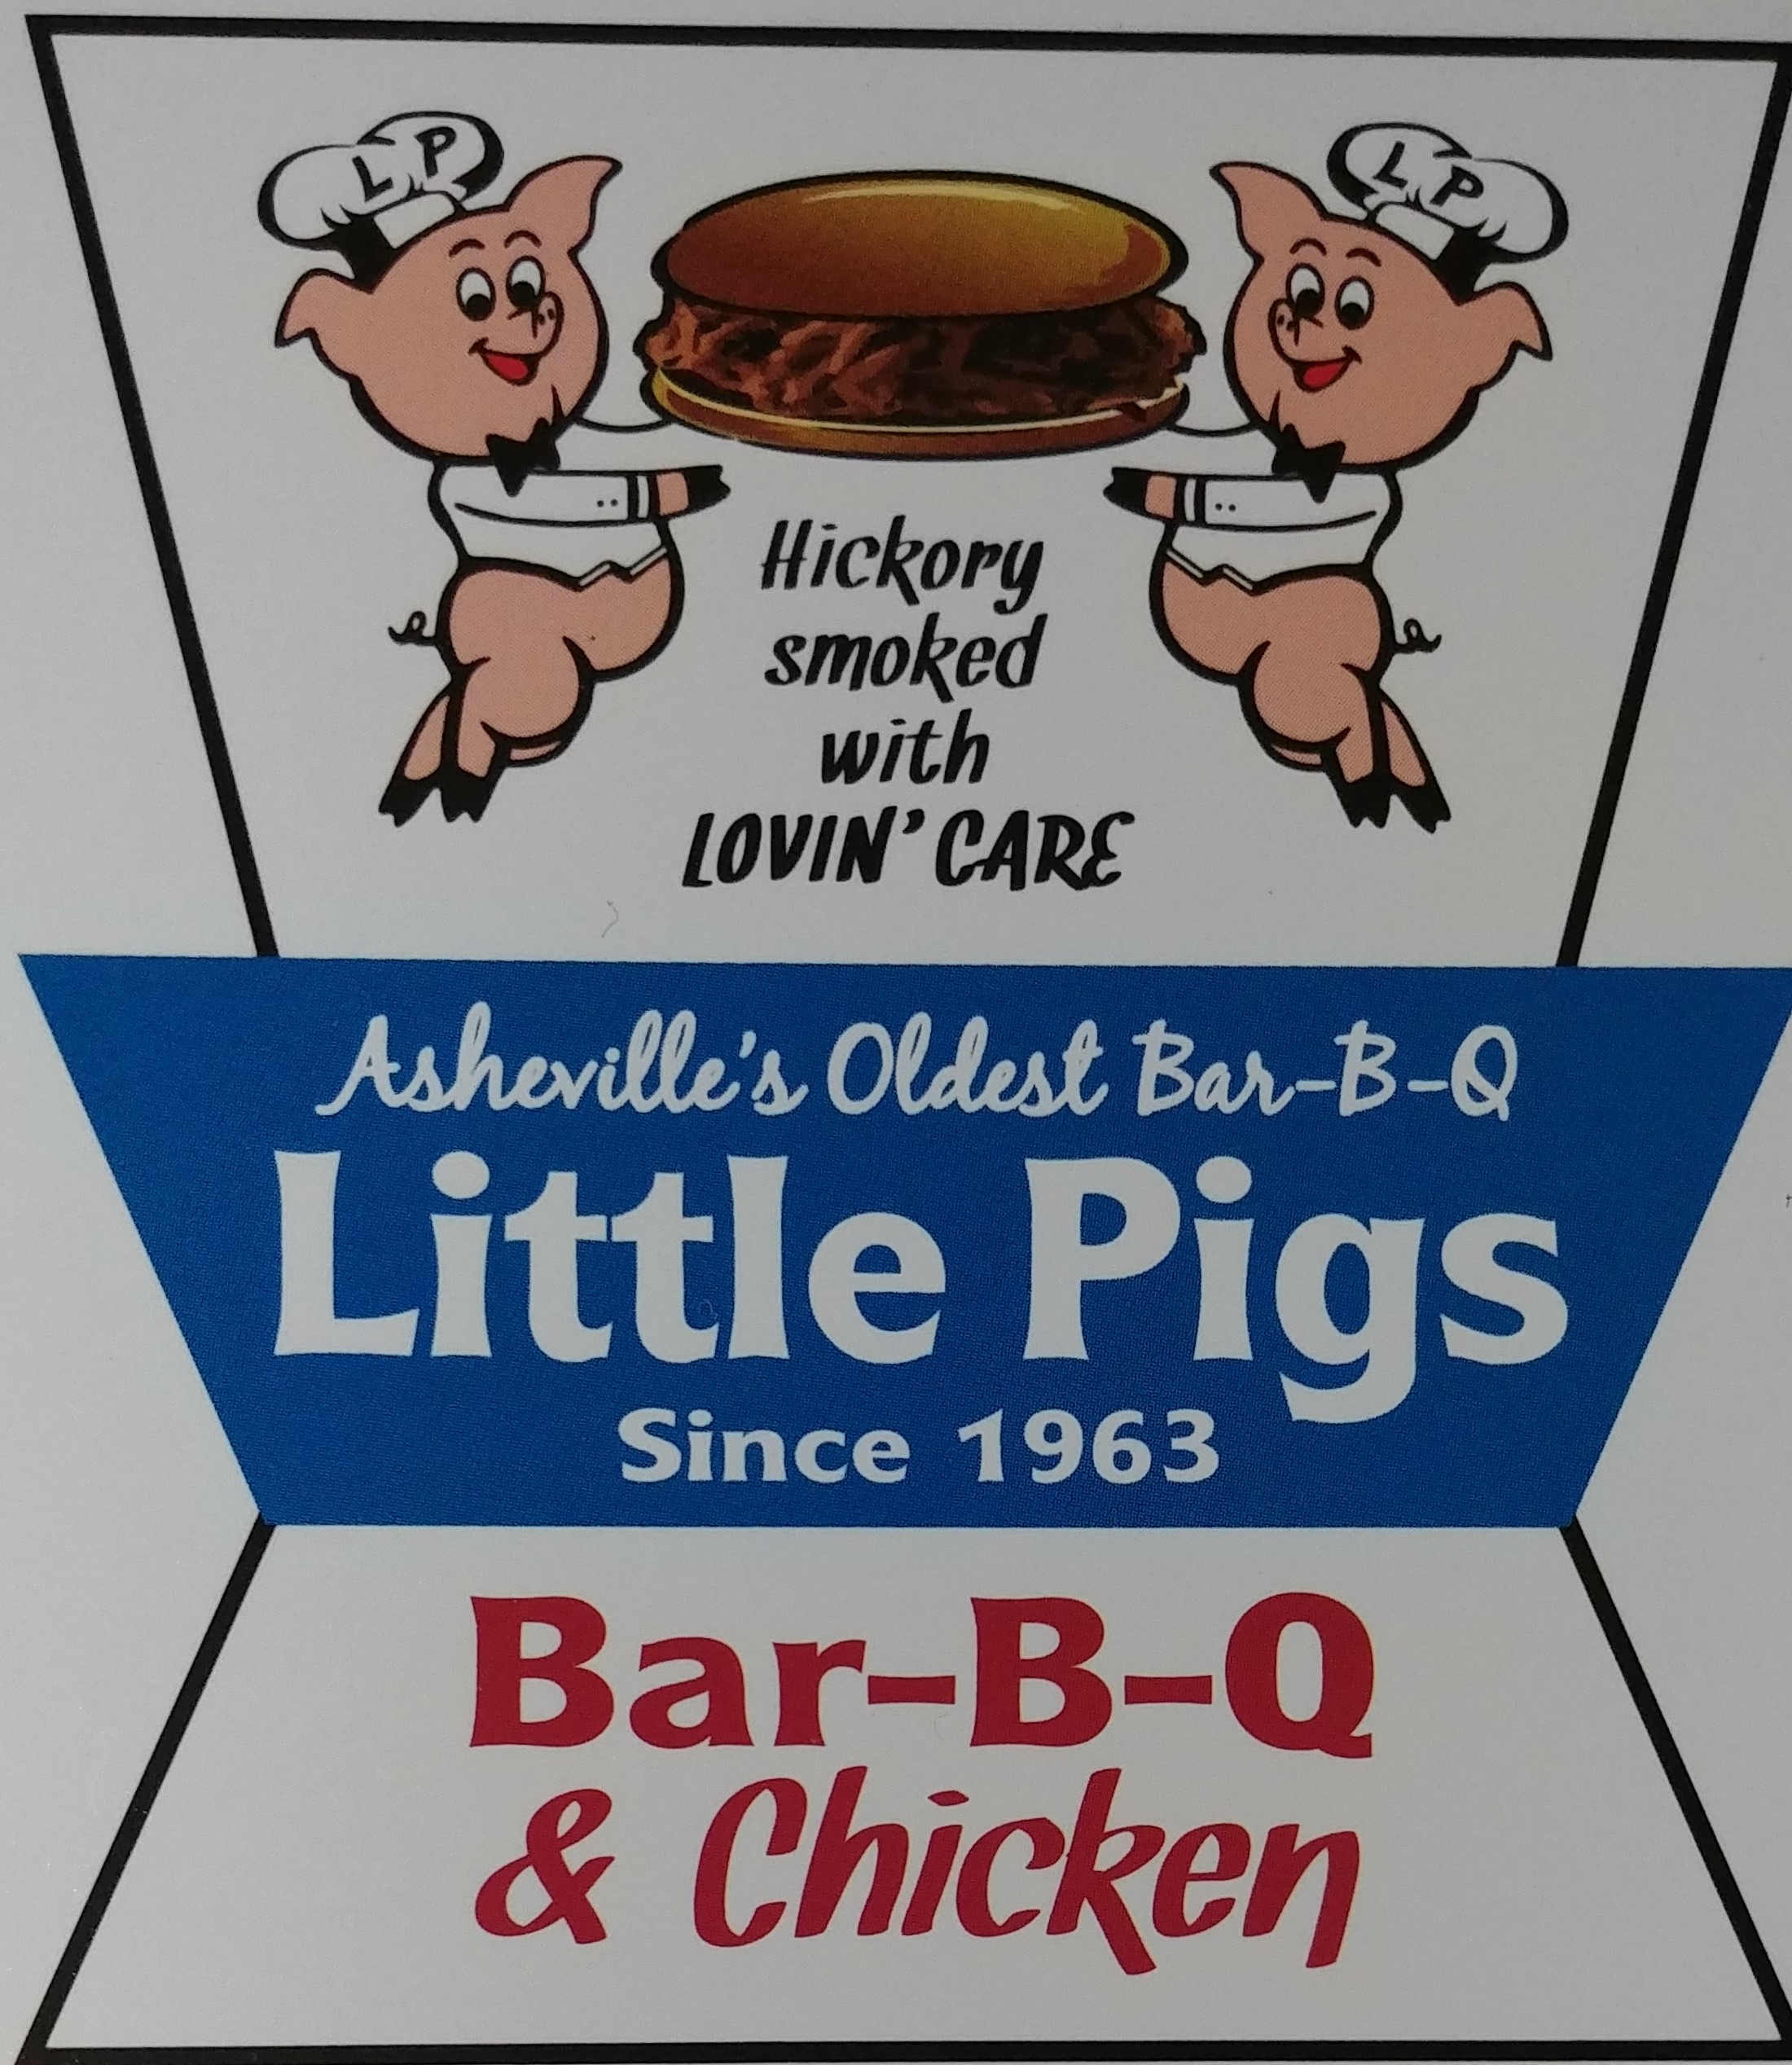 LP
LP
Hickory
smoked
with
LOVIN' CARE
Asheville's Oldest Bar-B-Q
Little Pigs
Since 1963
Bar-B-Q
& Chicken